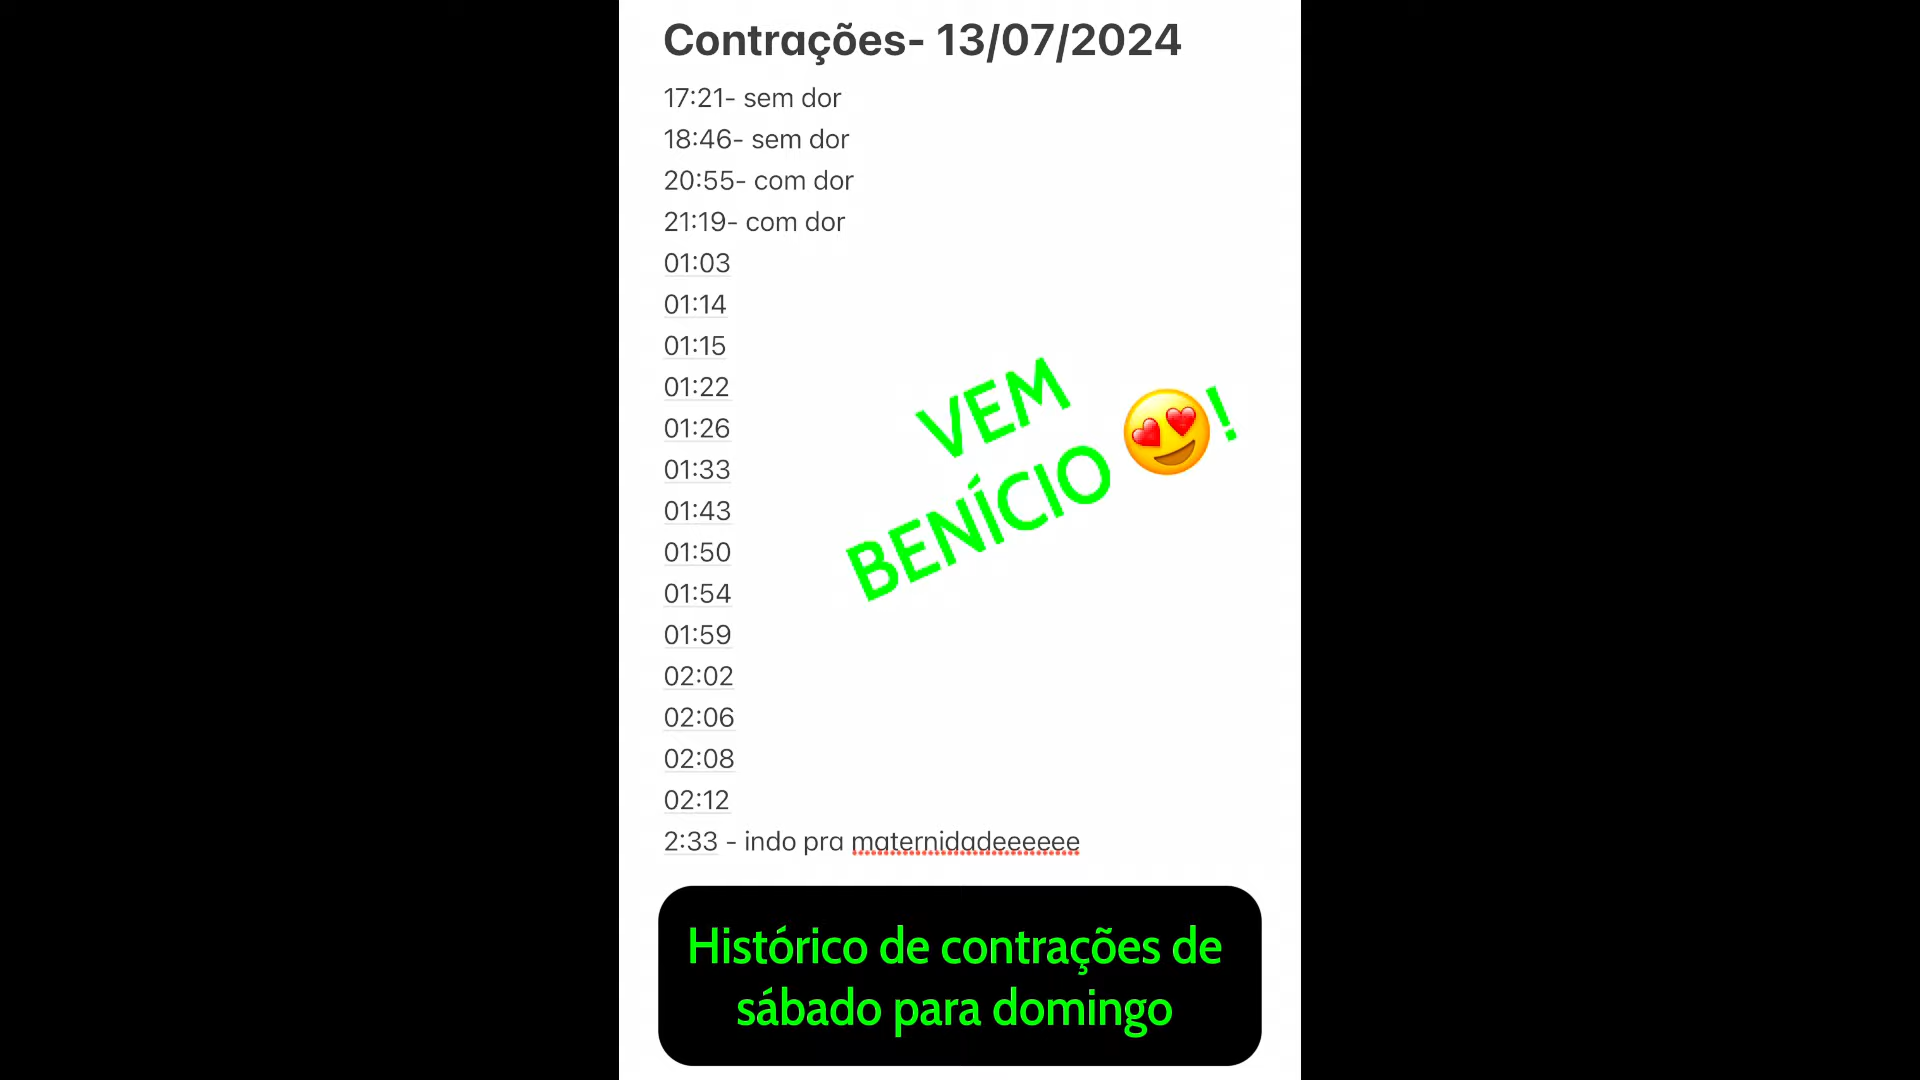 Contrações- 13/07/2024
17:21- sem dor
18:46- sem dor
20:55- com dor
21:19- com dor
01:03
01:14
01:15
01:22
01:26
01:33
01:43
01:50
01:54
01:59
02:02
02:06
02:08
02:12
2:33 - indo pra maternidadeeeeee
VEM
BENÍCIO 😍!
Histórico de contrações de
sábado para domingo